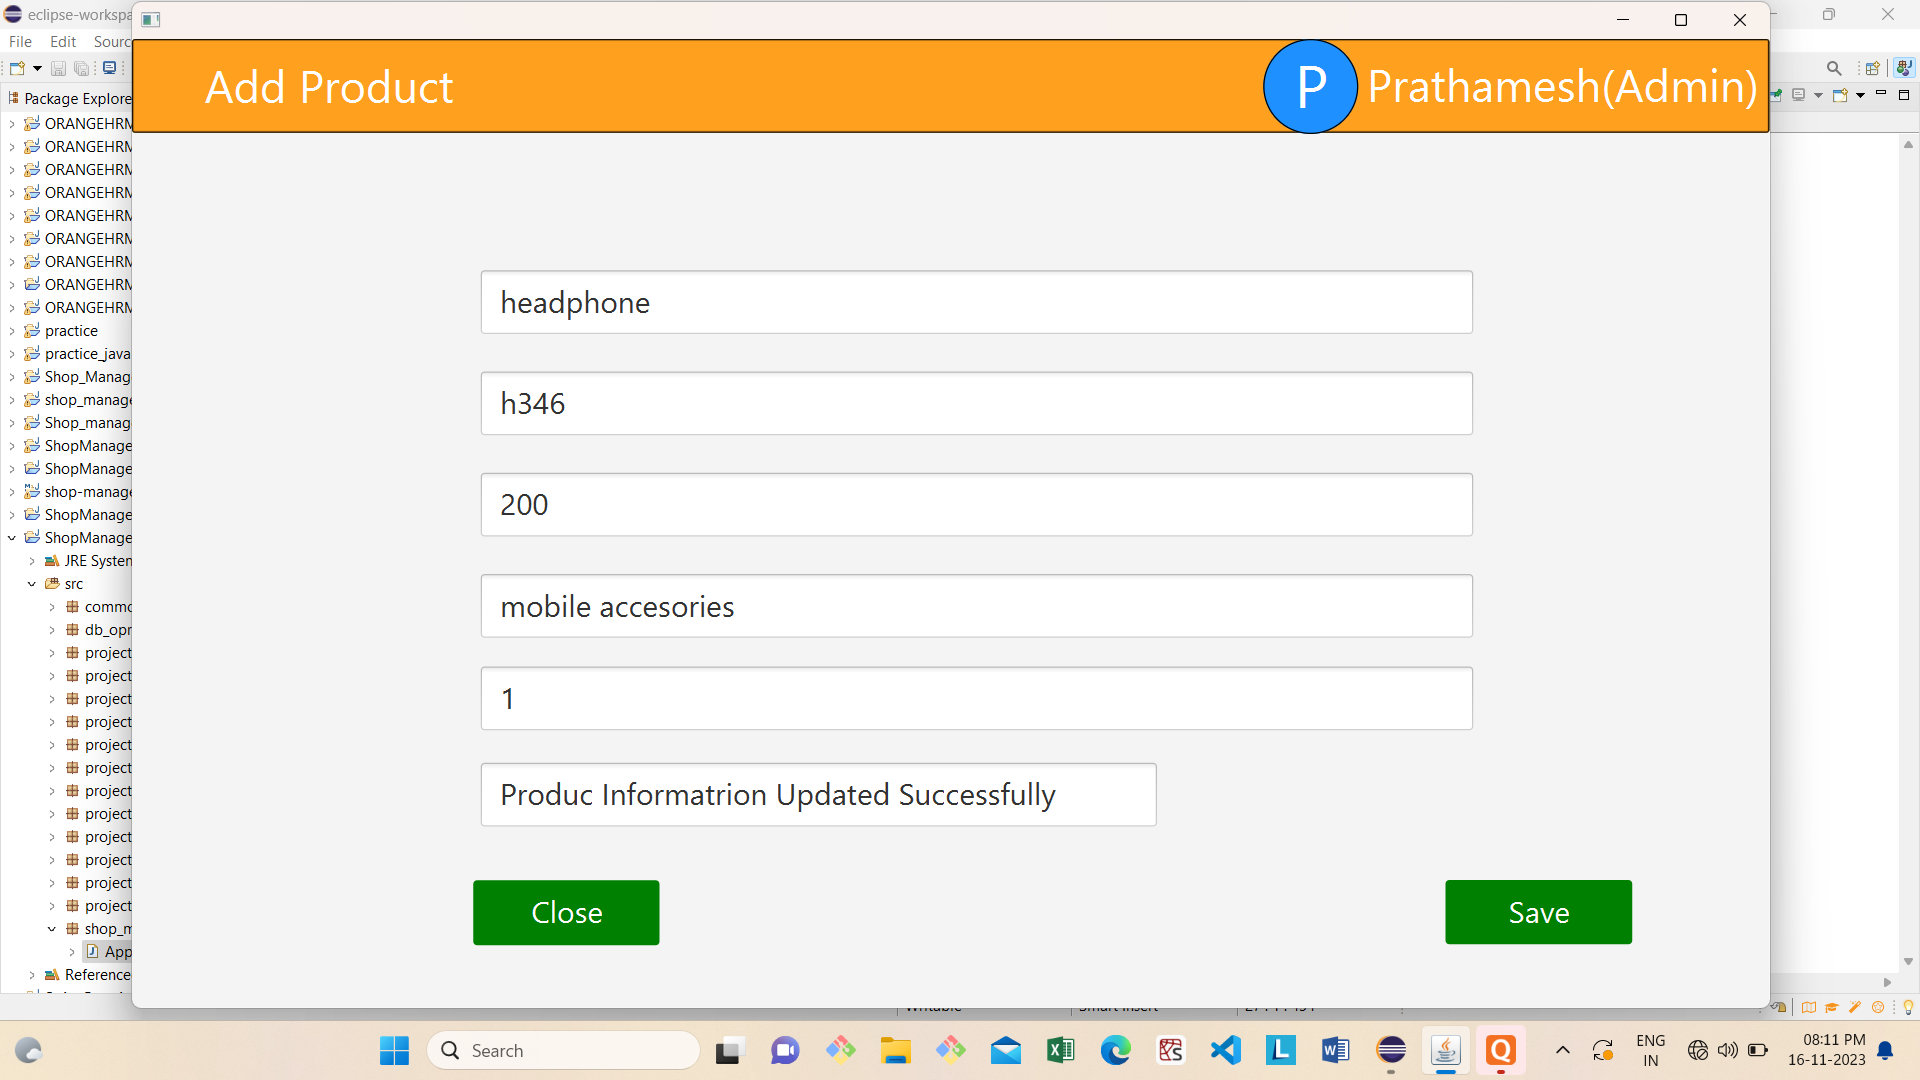 eclipse-workspa
File Edit Sourc
Package Explore
ORANGEHRM
ORANGEHRM
ORANGEHRM
ORANGEHRM
ORANGEHRM
ORANGEHRM
ORANGEHRM
ORANGEHRM
ORANGEHRM
practice
practice_java
Shop_Manag
shop_manage
Shop_manag
ShopManage
ShopManage
shop-manage
ShopManage
ShopManage
JRE System
src
commo
db_opr
project
project
project
project
project
project
project
project
project
project
project
project
shop_m
App
Reference
Add Product
P Prathamesh(Admin)
headphone
h346
200
mobile accesories
1
Produc Informatrion Updated Successfully
Close
Save
Search
ENG
IN
08:11 PM
16-11-2023